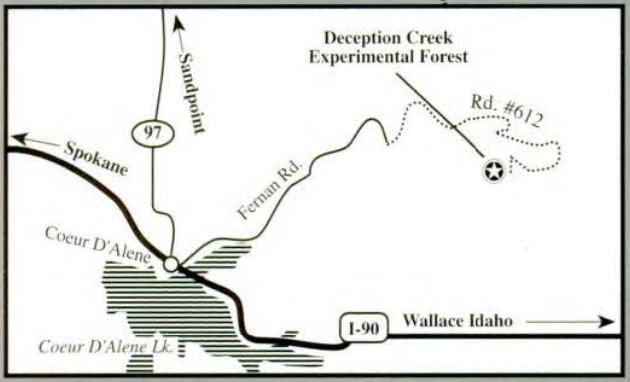 Deception Creek
Experimental Forest
Sandpoint
Rd. #612
97
Spokane
Fernan Rd.
Coeur D'Alene
I-90
Wallace Idaho
Coeur D'Alene Lk.